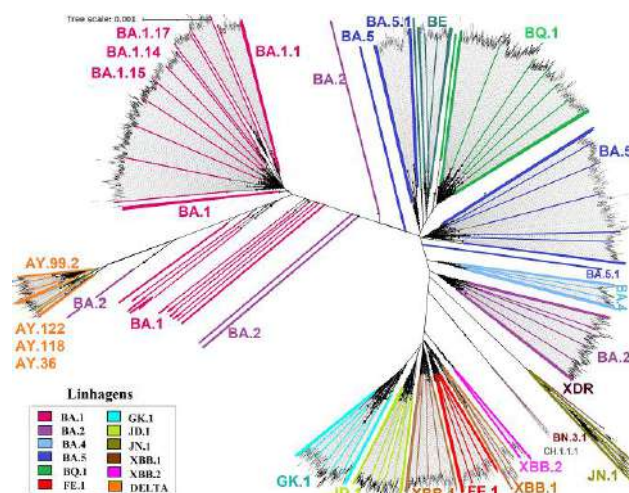 Tree scale: 0.001
BA.1.17
BA.1.14
BA.1.15
BA.1.1
BA.1
BA.2
BA.5
BA.5.1
BE
BQ.1
BA.5
BA.5.1
BA.4
BA.2
XDR
JN.1
BN.3.1
CH.1.1.1
XBB.2
XBB.1
FE.1
XBB.1
JD.1
GK.1
AY.99.2
AY.122
AY.118
AY.36
BA.2
BA.1
BA.2
Linhagens
BA.1 GK.1
BA.2 JD.1
BA.4 JN.1
BA.5 XBB.1
BQ.1 XBB.2
FE.1 DELTA